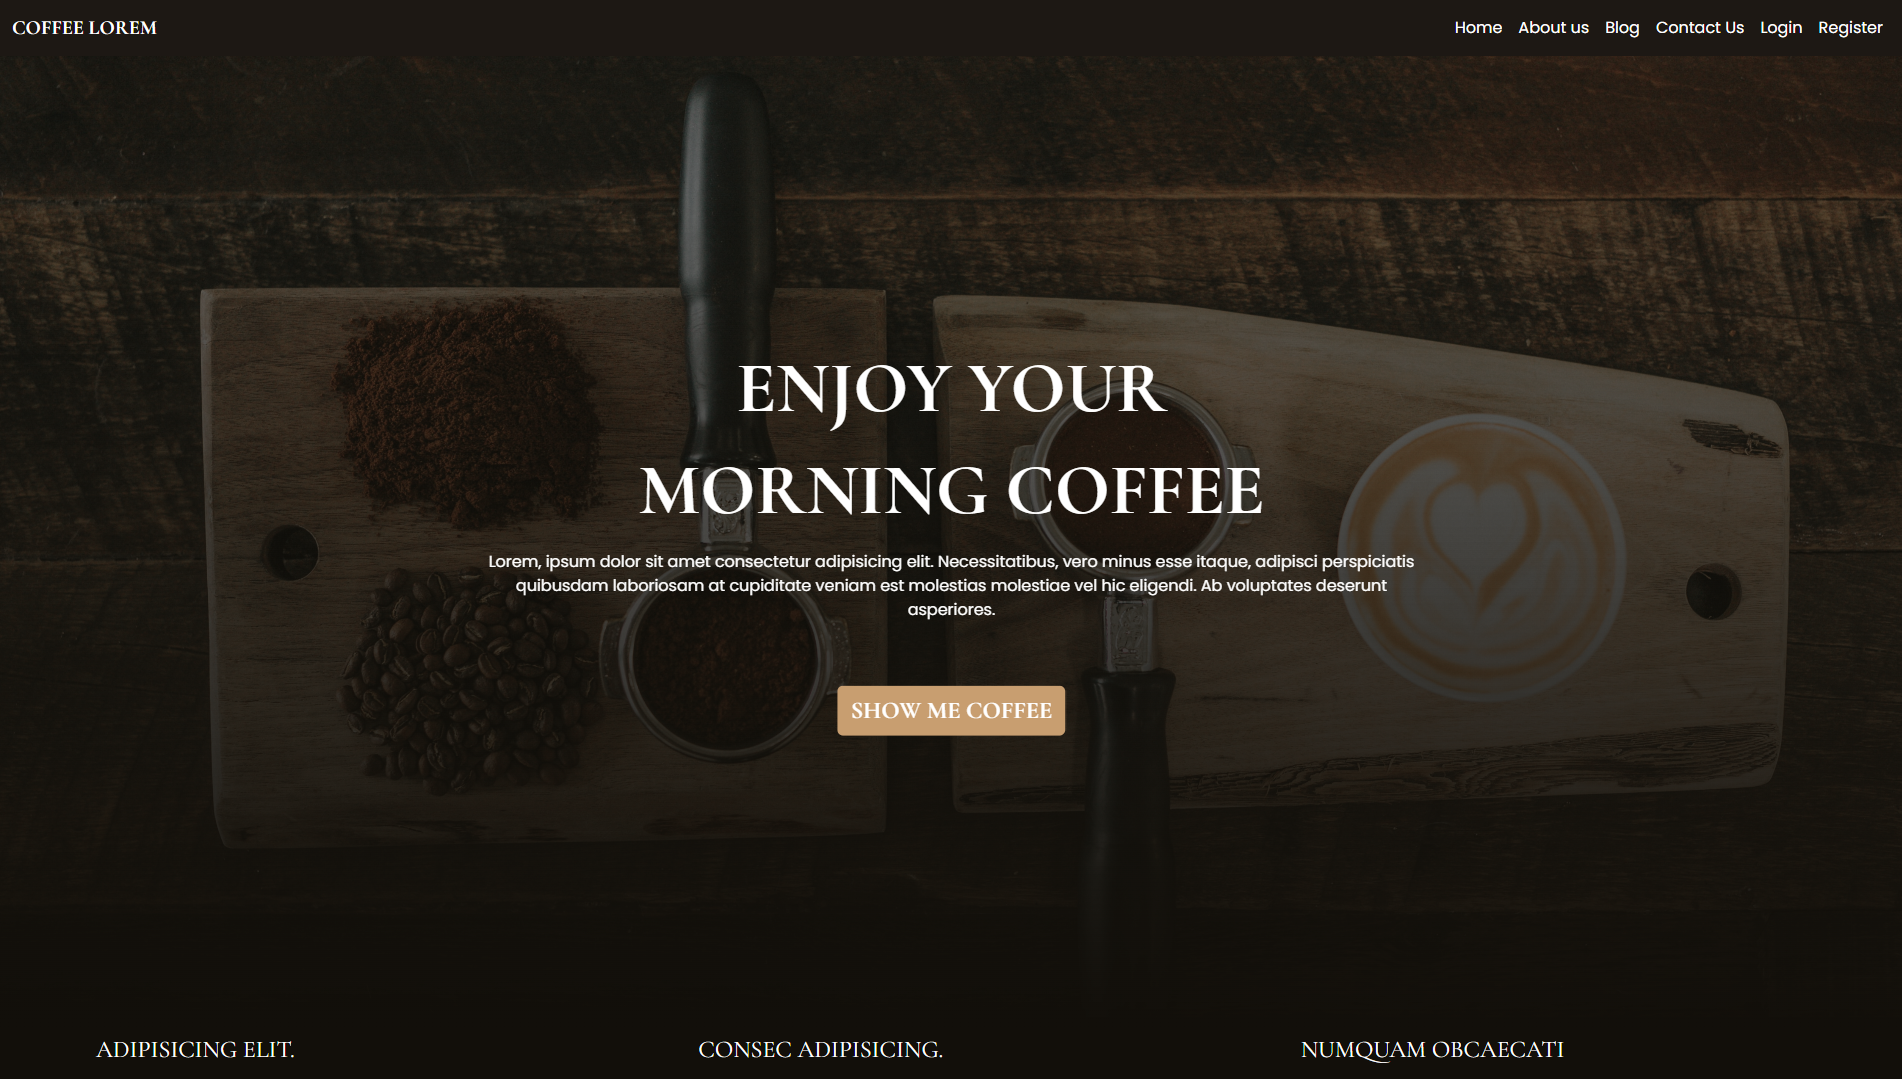 COFFEE LOREM
Home About us Blog Contact Us Login Register
ENJOY YOUR
MORNING COFFEE
Lorem, ipsum dolor sit amet consectetur adipisicing elit. Necessitatibus, vero minus esse itaque, adipisci perspiciatis
quibusdam laboriosam at cupiditate veniam est molestias molestiae vel hic eligendi. Ab voluptates deserunt
asperiores.
SHOW ME COFFEE
ADIPISICING ELIT.
CONSEC ADIPISICING.
NUMQUAM OBCAECATI